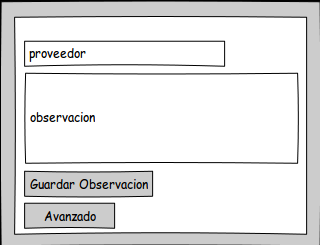 proveedor
observacion
Guardar Observacion
Avanzado